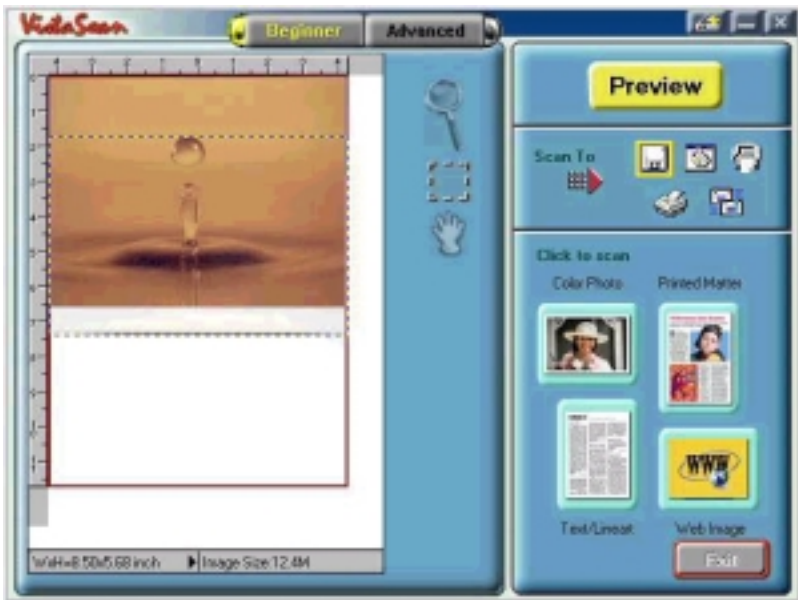 VistaScan
Beginner Advanced
Preview
Scan To
Click to scan
Color Photo Printed Matter
WWW
Text/Lineart Web Image
WxH=8.50x5.68 inch Image Size 12.4M
Exit